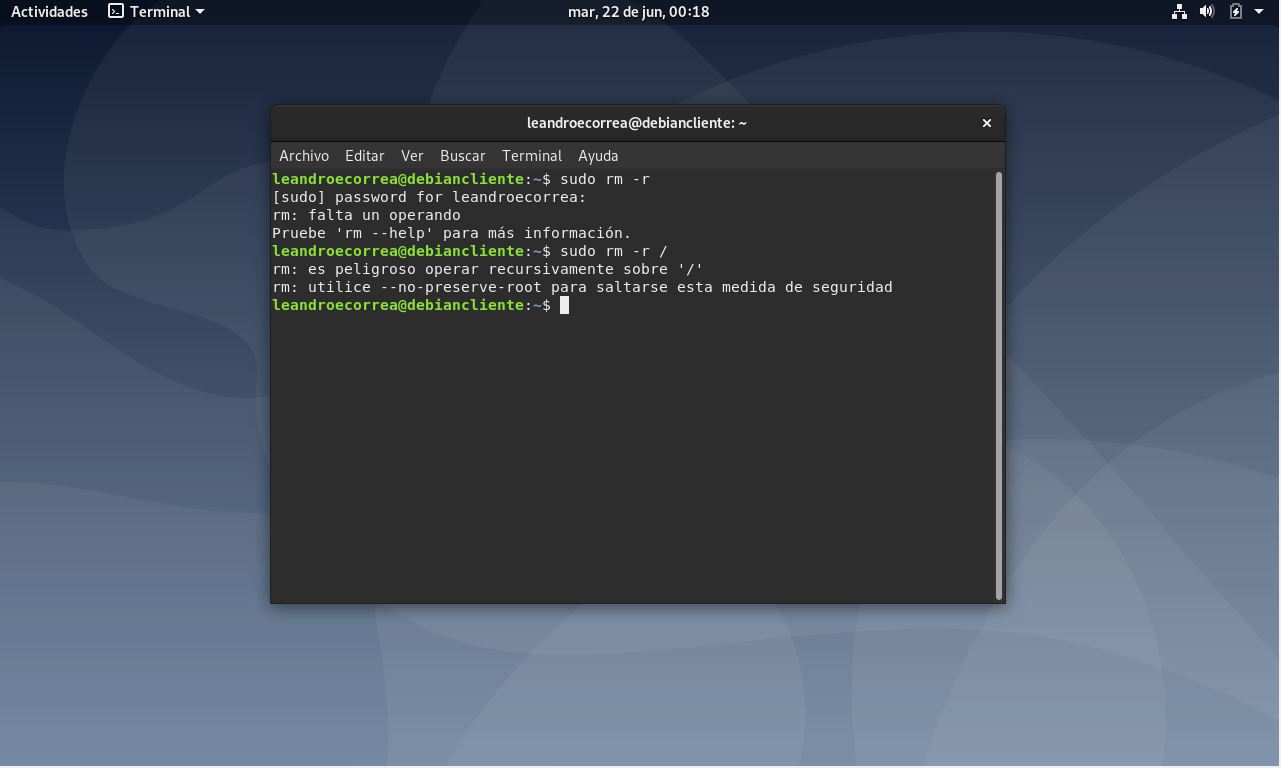 Actividades Terminal mar, 22 de jun, 00:18
leandroecorrea@debiancliente: ~ ×
Archivo Editar Ver Buscar Terminal Ayuda
leandroecorrea@debiancliente:~$ sudo rm -r
[sudo] password for leandroecorrea:
rm: falta un operando
Pruebe 'rm --help' para más información.
leandroecorrea@debiancliente:~$ sudo rm -r /
rm: es peligroso operar recursivamente sobre '/'
rm: utilice --no-preserve-root para saltarse esta medida de seguridad
leandroecorrea@debiancliente:~$